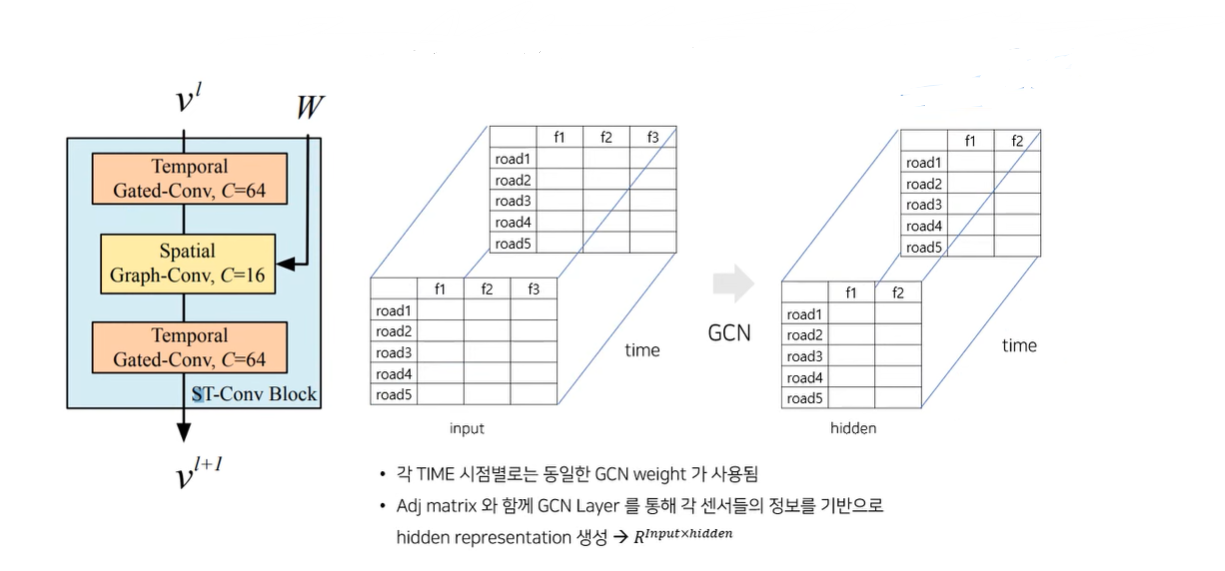 v^l
W
Temporal
Gated-Conv, C=64
Spatial
Graph-Conv, C=16
Temporal
Gated-Conv, C=64
ST-Conv Block
v^{l+1}
f1 f2 f3
road1
road2
road3
road4
road5
f1 f2 f3
road1
road2
road3
road4
road5
time
input
GCN
f1 f2
road1
road2
road3
road4
road5
f1 f2
road1
road2
road3
road4
road5
time
hidden
• 각 TIME 시점별로는 동일한 GCN weight 가 사용됨
• Adj matrix 와 함께 GCN Layer 를 통해 각 센서들의 정보를 기반으로
hidden representation 생성 → R^{Input×hidden}